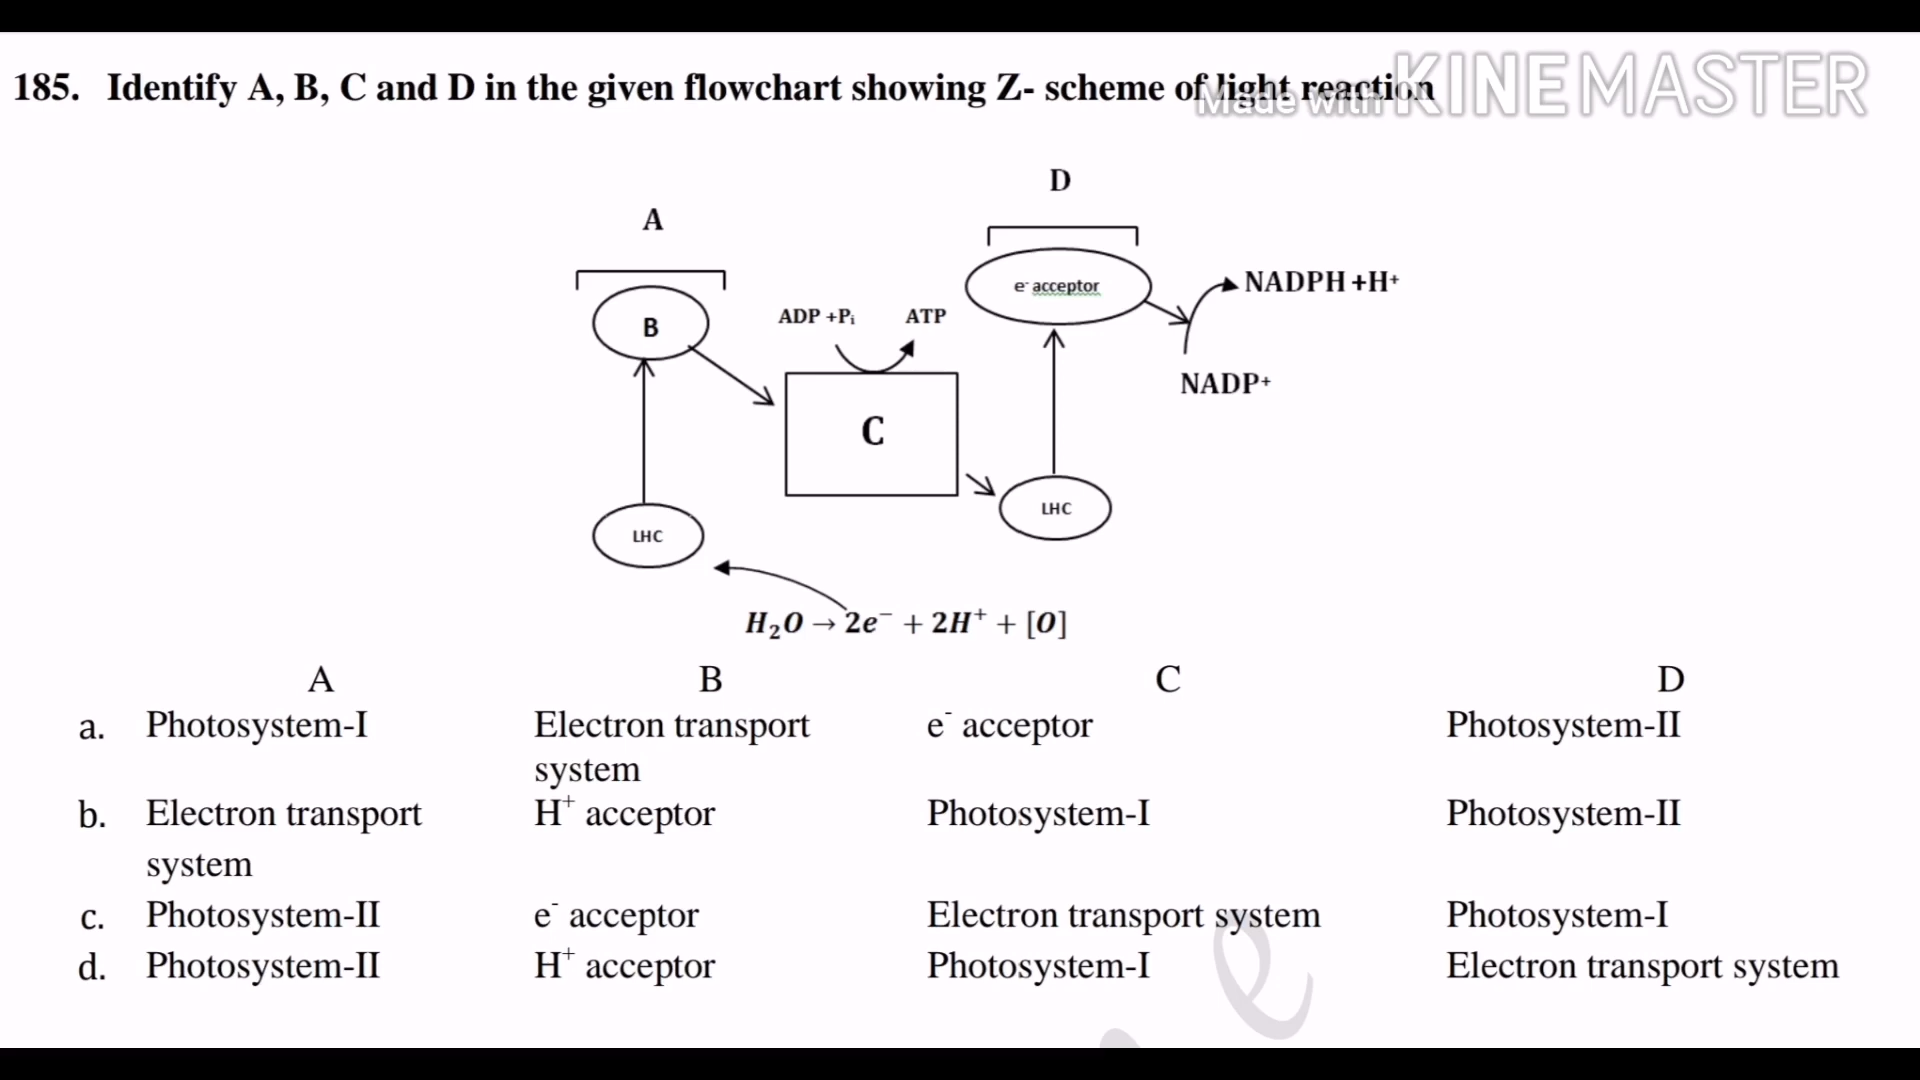 185. Identify A, B, C and D in the given flowchart showing Z- scheme of light reaction
Made with KINEMASTER
D
A
e⁻ acceptor
NADPH +H⁺
B
ADP +Pᵢ ATP
NADP⁺
C
LHC
LHC
H₂O → 2e⁻ + 2H⁺ + [O]
A B C D
a. Photosystem-I Electron transport e⁻ acceptor Photosystem-II
system
b. Electron transport H⁺ acceptor Photosystem-I Photosystem-II
system
c. Photosystem-II e⁻ acceptor Electron transport system Photosystem-I
d. Photosystem-II H⁺ acceptor Photosystem-I Electron transport system